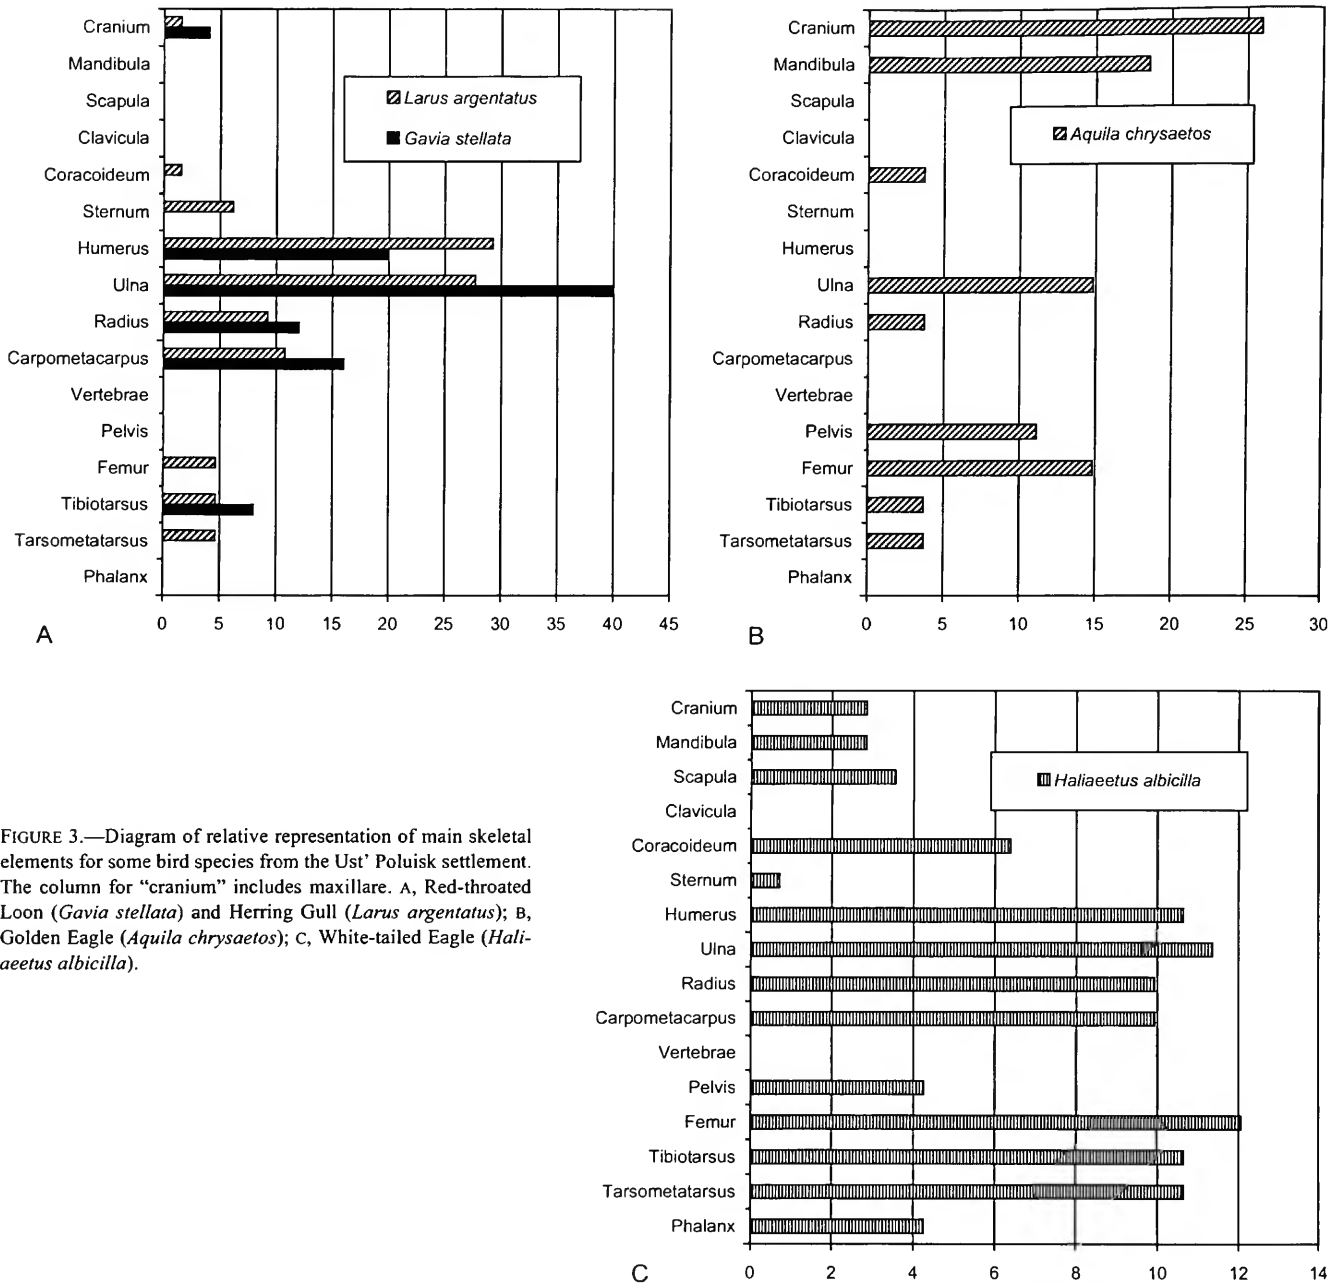 Cranium
Mandibula
Scapula
Clavicula
Coracoideum
Sternum
Humerus
Ulna
Radius
Carpometacarpus
Vertebrae
Pelvis
Femur
Tibiotarsus
Tarsometatarsus
Phalanx
Larus argentatus
Gavia stellata
0 5 10 15 20 25 30 35 40 45
A
Cranium
Mandibula
Scapula
Clavicula
Coracoideum
Sternum
Humerus
Ulna
Radius
Carpometacarpus
Vertebrae
Pelvis
Femur
Tibiotarsus
Tarsometatarsus
Phalanx
Aquila chrysaetos
0 5 10 15 20 25 30
B
FIGURE 3.—Diagram of relative representation of main skeletal
elements for some bird species from the Ust' Poluisk settlement.
The column for "cranium" includes maxillare. A, Red-throated
Loon (Gavia stellata) and Herring Gull (Larus argentatus); B,
Golden Eagle (Aquila chrysaetos); C, White-tailed Eagle (Hali-
aeetus albicilla).
Cranium
Mandibula
Scapula
Clavicula
Coracoideum
Sternum
Humerus
Ulna
Radius
Carpometacarpus
Vertebrae
Pelvis
Femur
Tibiotarsus
Tarsometatarsus
Phalanx
Haliaeetus albicilla
0 2 4 6 8 10 12 14
C